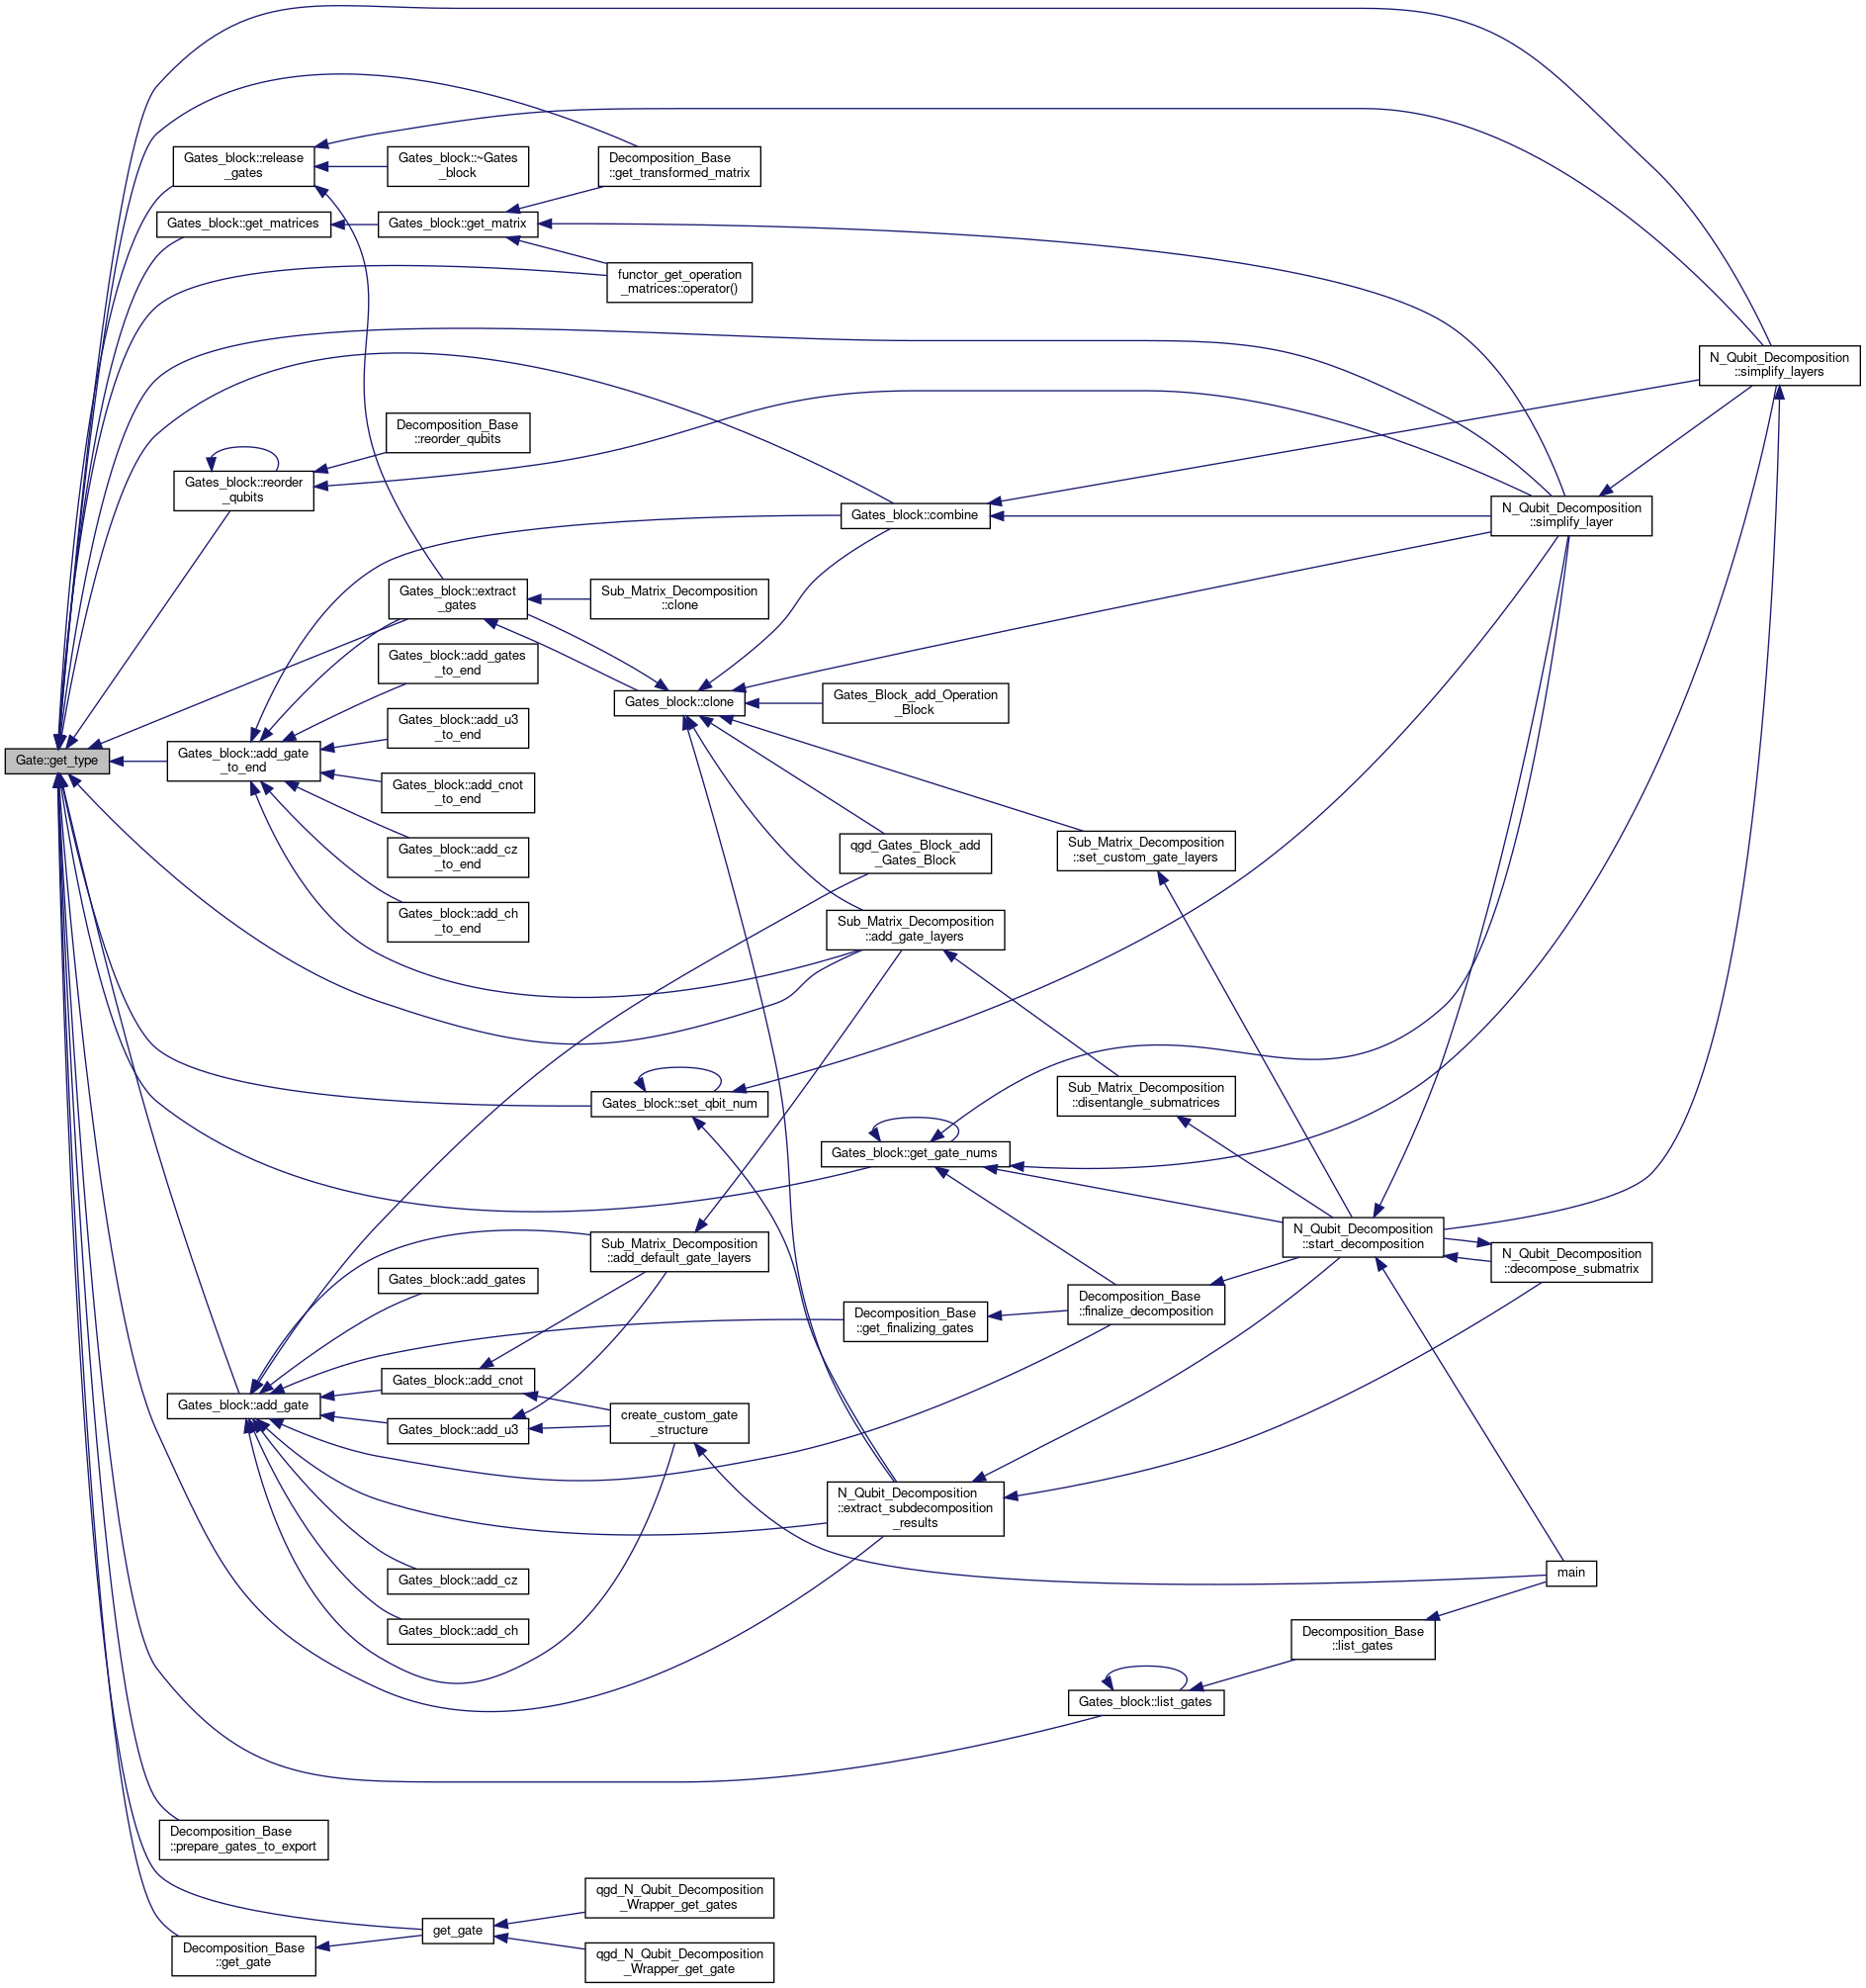 Gates_block::release
_gates
Gates_block::~Gates
_block
Decomposition_Base
::get_transformed_matrix
Gates_block::get_matrices
Gates_block::get_matrix
functor_get_operation
_matrices::operator()
N_Qubit_Decomposition
::simplify_layers
Decomposition_Base
::reorder_qubits
Gates_block::reorder
_qubits
Gates_block::combine
N_Qubit_Decomposition
::simplify_layer
Gates_block::extract
_gates
Sub_Matrix_Decomposition
::clone
Gates_block::add_gates
_to_end
Gates_block::clone
Gates_Block_add_Operation
_Block
Gates_block::add_u3
_to_end
Gate::get_type
Gates_block::add_gate
_to_end
Gates_block::add_cnot
_to_end
Gates_block::add_cz
_to_end
qgd_Gates_Block_add
_Gates_Block
Sub_Matrix_Decomposition
::set_custom_gate_layers
Gates_block::add_ch
_to_end
Sub_Matrix_Decomposition
::add_gate_layers
Gates_block::set_qbit_num
Sub_Matrix_Decomposition
::disentangle_submatrices
Gates_block::get_gate_nums
Sub_Matrix_Decomposition
::add_default_gate_layers
N_Qubit_Decomposition
::start_decomposition
N_Qubit_Decomposition
::decompose_submatrix
Gates_block::add_gates
Decomposition_Base
::get_finalizing_gates
Decomposition_Base
::finalize_decomposition
Gates_block::add_cnot
Gates_block::add_gate
Gates_block::add_u3
create_custom_gate
_structure
N_Qubit_Decomposition
::extract_subdecomposition
_results
Gates_block::add_cz
main
Gates_block::add_ch
Decomposition_Base
::list_gates
Gates_block::list_gates
Decomposition_Base
::prepare_gates_to_export
qgd_N_Qubit_Decomposition
_Wrapper_get_gates
get_gate
Decomposition_Base
::get_gate
qgd_N_Qubit_Decomposition
_Wrapper_get_gate